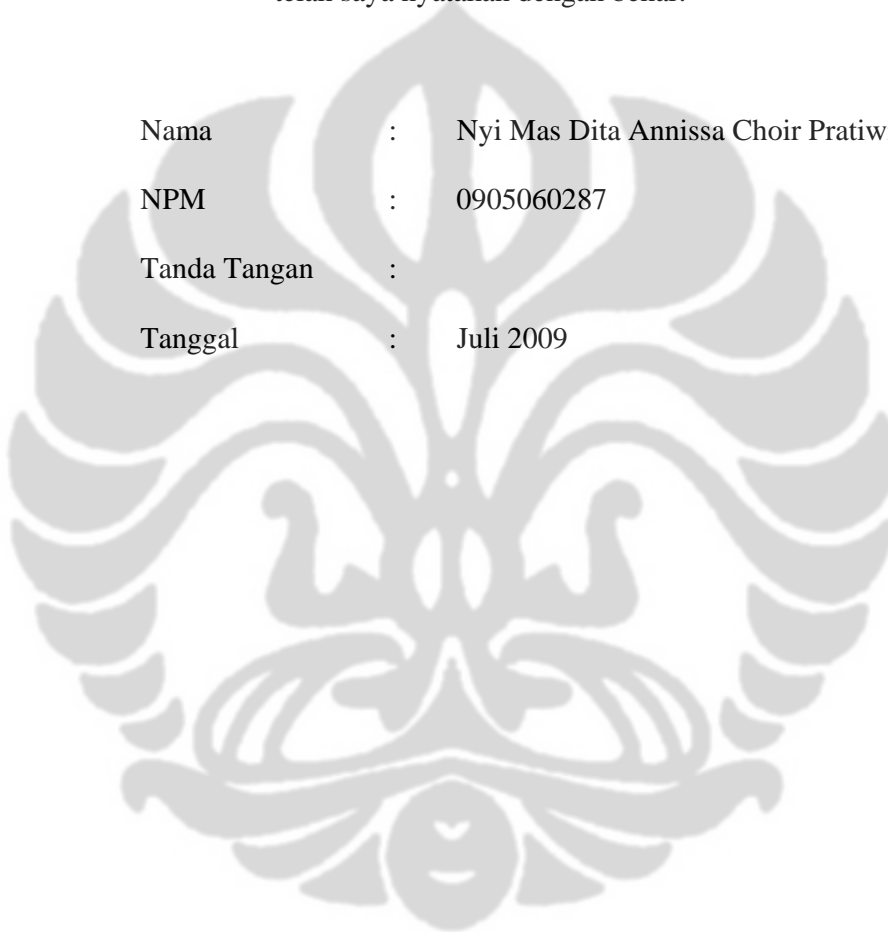 telah saya nyatakan dengan benar.
Nama : Nyi Mas Dita Annissa Choir Pratiw
NPM : 0905060287
Tanda Tangan :
Tanggal : Juli 2009